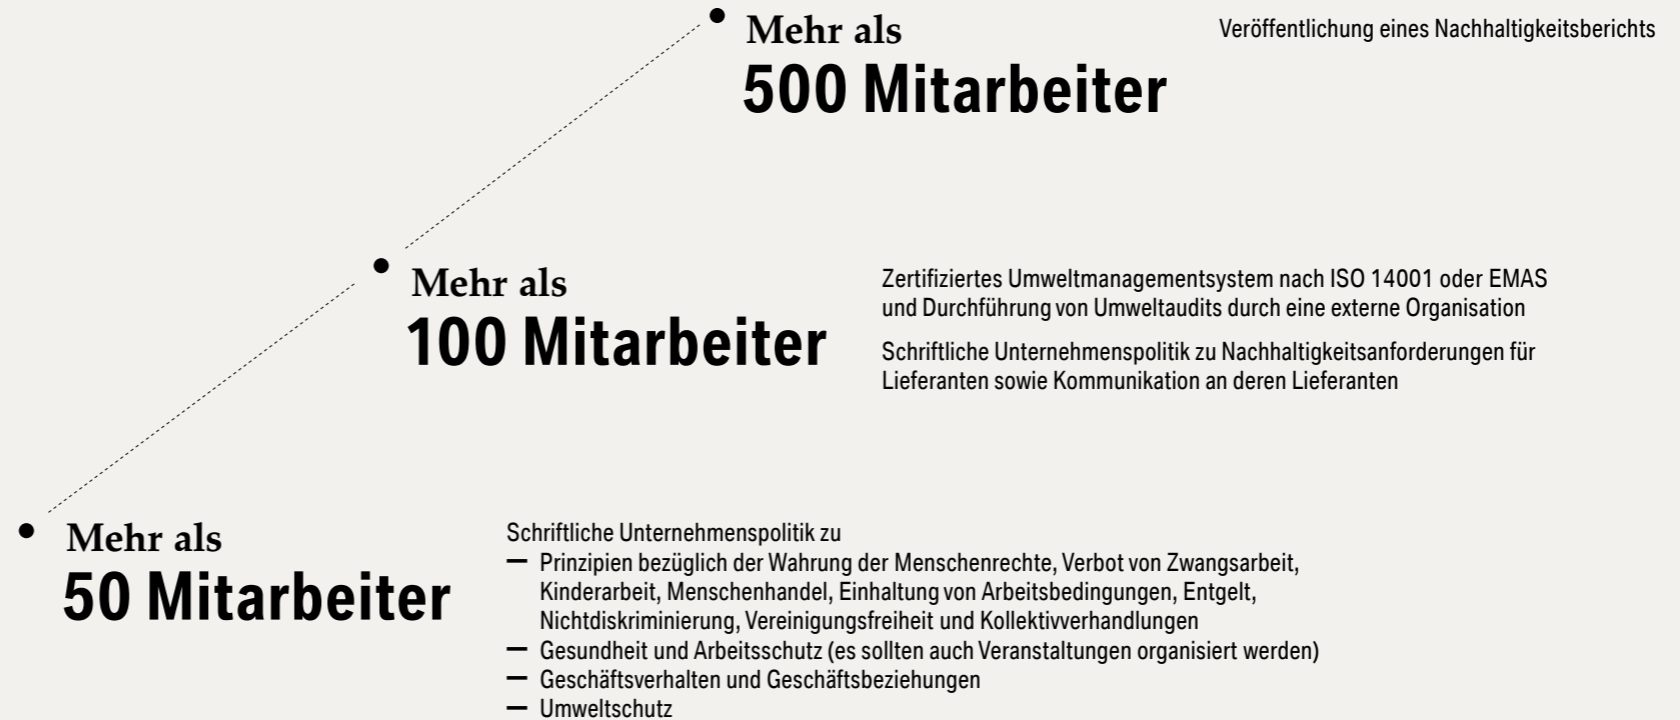 Mehr als
500 Mitarbeiter
Veröffentlichung eines Nachhaltigkeitsberichts
Mehr als
100 Mitarbeiter
Zertifiziertes Umweltmanagementsystem nach ISO 14001 oder EMAS
und Durchführung von Umweltaudits durch eine externe Organisation
Schriftliche Unternehmenspolitik zu Nachhaltigkeitsanforderungen für
Lieferanten sowie Kommunikation an deren Lieferanten
Mehr als
50 Mitarbeiter
Schriftliche Unternehmenspolitik zu
— Prinzipien bezüglich der Wahrung der Menschenrechte, Verbot von Zwangsarbeit,
Kinderarbeit, Menschenhandel, Einhaltung von Arbeitsbedingungen, Entgelt,
Nichtdiskriminierung, Vereinigungsfreiheit und Kollektivverhandlungen
— Gesundheit und Arbeitsschutz (es sollten auch Veranstaltungen organisiert werden)
— Geschäftsverhalten und Geschäftsbeziehungen
— Umweltschutz